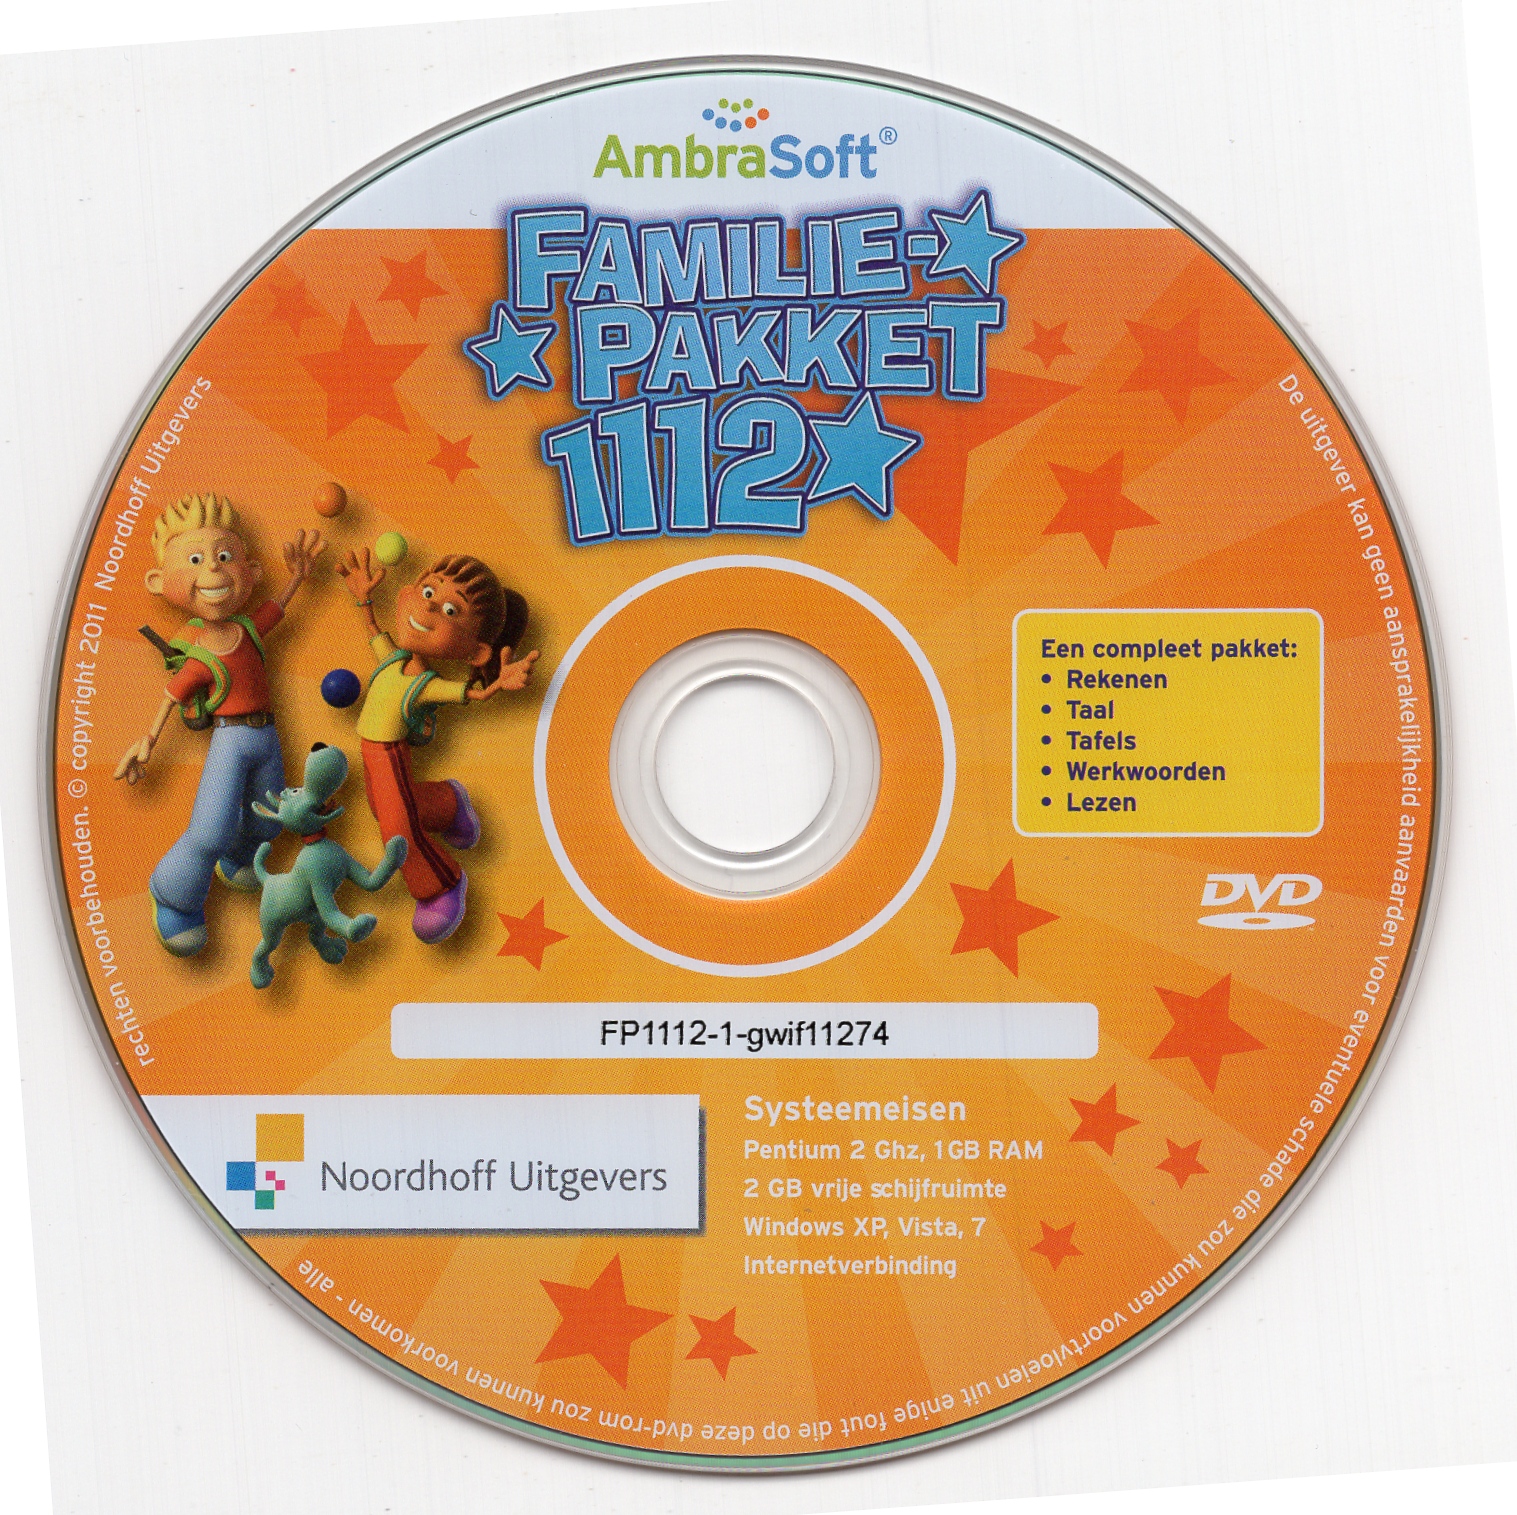 AmbraSoft®
FAMILIE-
PAKKET
1112
Een compleet pakket:
• Rekenen
• Taal
• Tafels
• Werkwoorden
• Lezen
DVD
FP1112-1-gwif11274
Noordhoff Uitgevers
Systeemeisen
Pentium 2 Ghz, 1GB RAM
2 GB vrije schijfruimte
Windows XP, Vista, 7
Internetverbinding
De uitgever kan geen aansprakelijkheid aanvaarden voor eventuele schade die zou kunnen voortvloeien uit enige fout die op deze dvd-rom zou kunnen voorkomen - alle rechten voorbehouden. © copyright 2011 Noordhoff Uitgevers